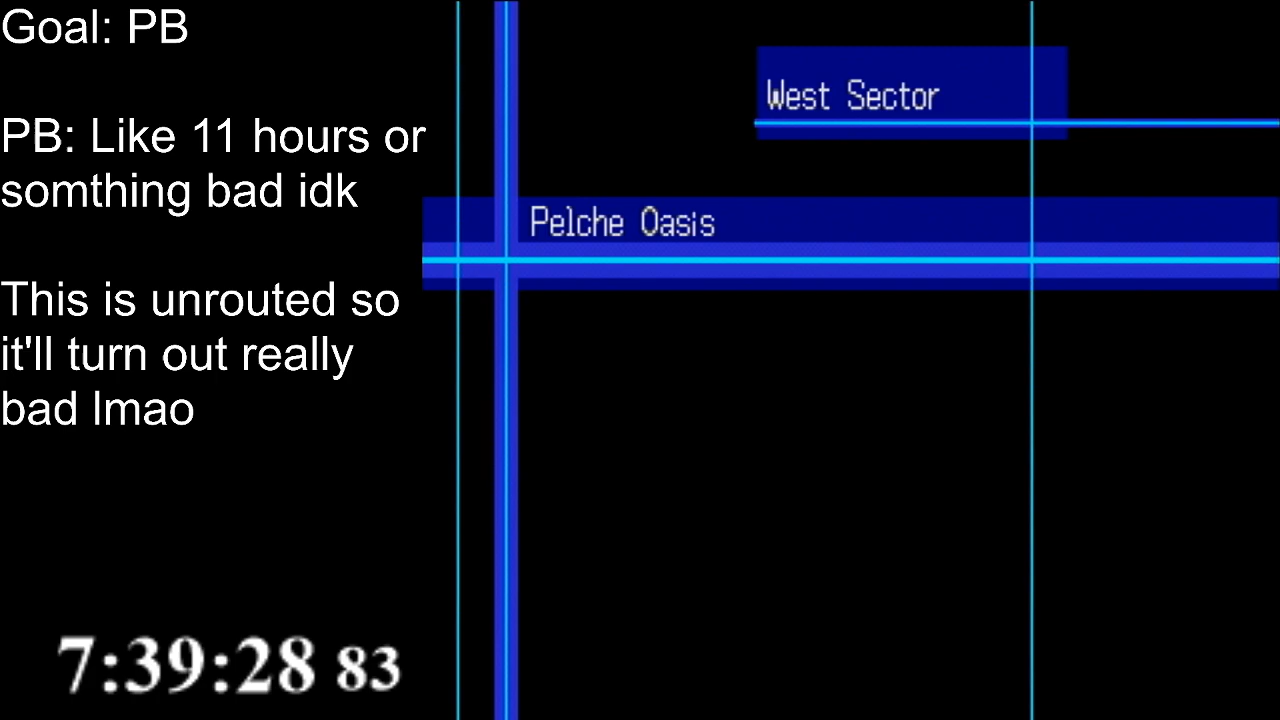 Goal: PB
PB: Like 11 hours or
somthing bad idk
This is unrouted so
it'll turn out really
bad lmao
West Sector
Pelche Oasis
7:39:28 83